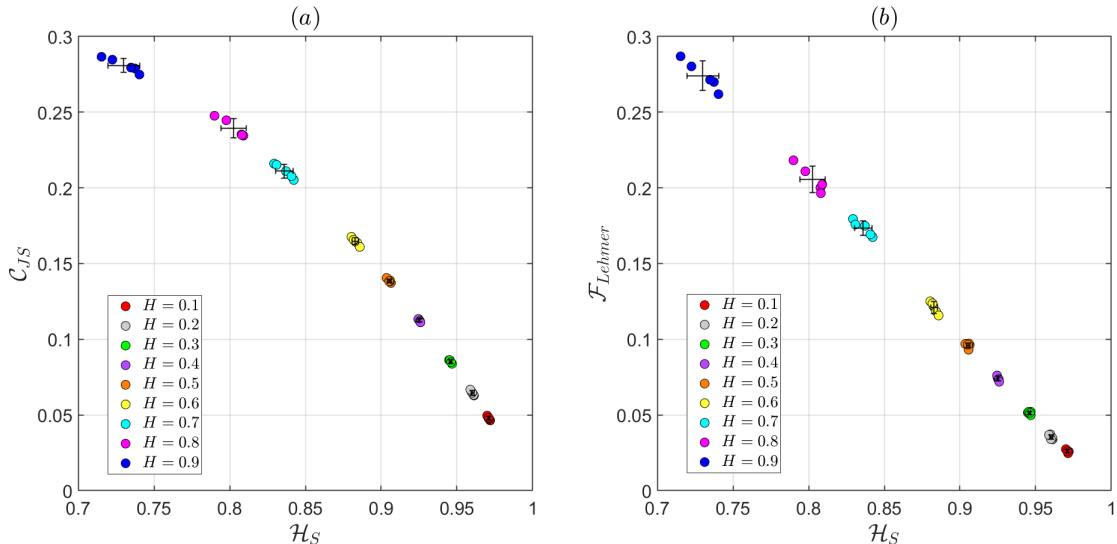 (a)
0.3
0.25
0.2
0.15
0.1
0.05
0
C_JS
H = 0.1
H = 0.2
H = 0.3
H = 0.4
H = 0.5
H = 0.6
H = 0.7
H = 0.8
H = 0.9
0.7 0.75 0.8 0.85 0.9 0.95 1
H_S
(b)
0.3
0.25
0.2
0.15
0.1
0.05
0
F_Lehmer
H = 0.1
H = 0.2
H = 0.3
H = 0.4
H = 0.5
H = 0.6
H = 0.7
H = 0.8
H = 0.9
0.7 0.75 0.8 0.85 0.9 0.95 1
H_S